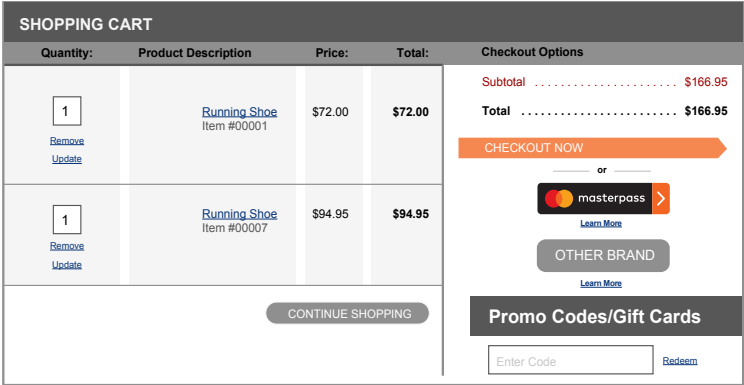 SHOPPING CART
Quantity: Product Description Price: Total:
1 Running Shoe $72.00 $72.00
Item #00001
Remove
Update
1 Running Shoe $94.95 $94.95
Item #00007
Remove
Update
CONTINUE SHOPPING
Checkout Options
Subtotal ...................... $166.95
Total ........................ $166.95
CHECKOUT NOW
or
masterpass
Learn More
OTHER BRAND
Learn More
Promo Codes/Gift Cards
Enter Code Redeem